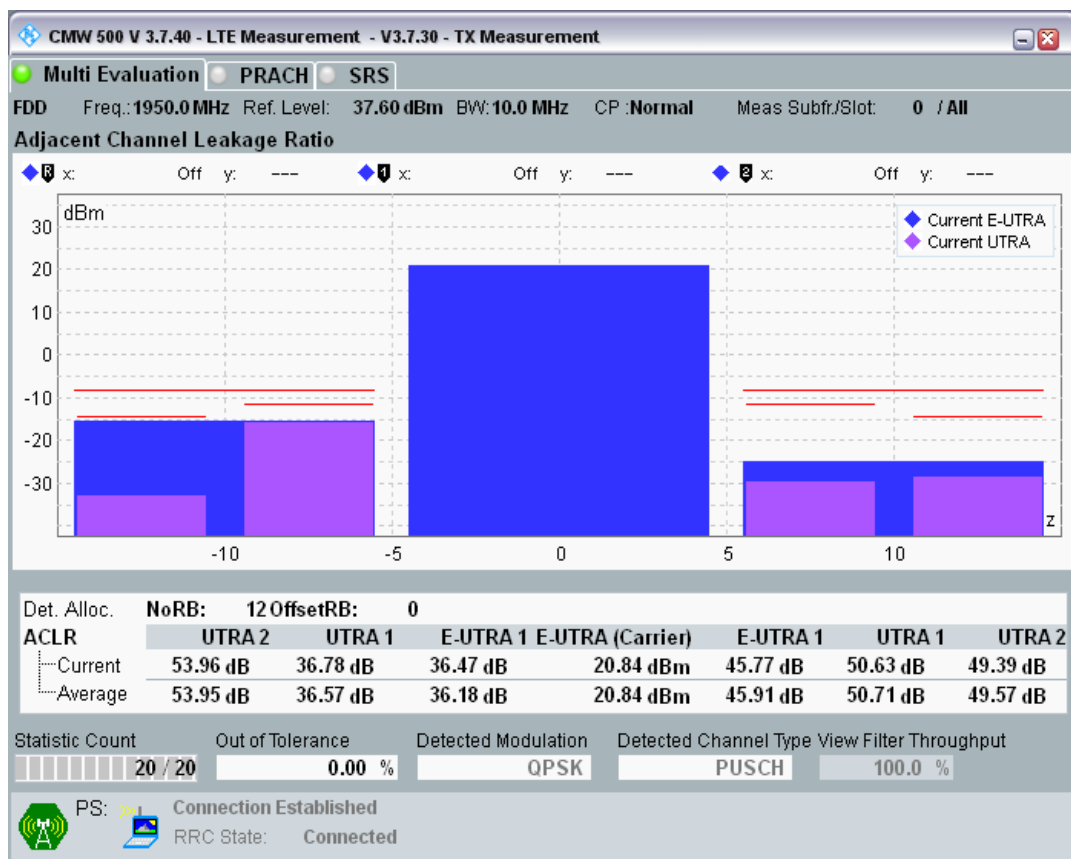 CMW 500 V 3.7.40 - LTE Measurement - V3.7.30 - TX Measurement
Multi Evaluation PRACH SRS
FDD Freq.: 1950.0 MHz Ref. Level: 37.60 dBm BW: 10.0 MHz CP : Normal Meas Subfr./Slot: 0 / All
Adjacent Channel Leakage Ratio
R x: Off y: --- 1 x: Off y: --- 2 x: Off y: ---
dBm
Current E-UTRA
Current UTRA
30
20
10
0
-10
-20
-30
z
-10 -5 0 5 10
Det. Alloc. NoRB: 12 OffsetRB: 0
ACLR UTRA 2 UTRA 1 E-UTRA 1 E-UTRA (Carrier) E-UTRA 1 UTRA 1 UTRA 2
Current 53.96 dB 36.78 dB 36.47 dB 20.84 dBm 45.77 dB 50.63 dB 49.39 dB
Average 53.95 dB 36.57 dB 36.18 dB 20.84 dBm 45.91 dB 50.71 dB 49.57 dB
Statistic Count Out of Tolerance Detected Modulation Detected Channel Type View Filter Throughput
20 / 20 0.00 % QPSK PUSCH 100.0 %
PS: Connection Established
RRC State: Connected